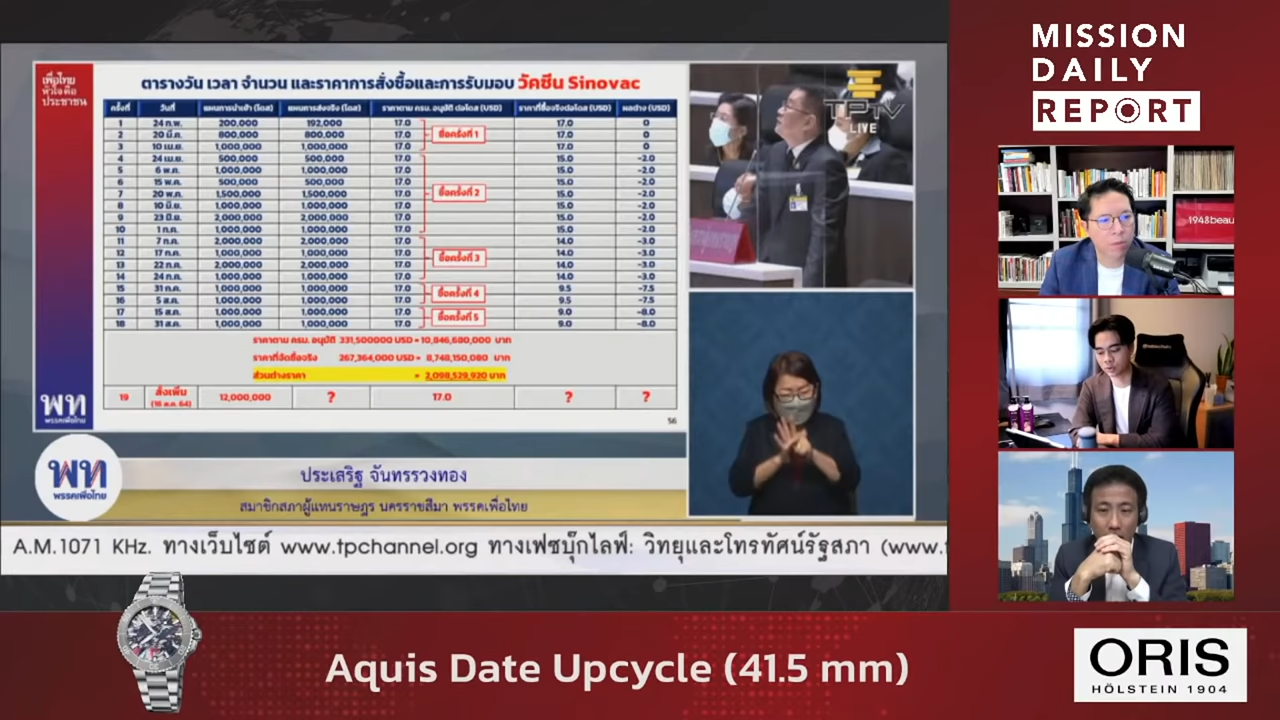 MISSION
DAILY
REPORT
เพื่อไทย
หัวใจคือ
ประชาชน
ตารางวัน เวลา จำนวน และราคาการสั่งซื้อและการรับมอบ วัคซีน Sinovac
ครั้งที่ วันที่ แผนการนำเข้า (โดส) แผนการส่งจริง (โดส) ราคาตาม ครม. อนุมัติ ต่อโดส (USD) ราคาที่ซื้อจริงต่อโดส (USD) ผลต่าง (USD)
1 24 ก.พ. 200,000 192,000 17.0 17.0 0
2 20 มี.ค. 800,000 800,000 17.0 ซื้อครั้งที่ 1 17.0 0
3 10 เม.ย. 1,000,000 1,000,000 17.0 17.0 0
4 24 เม.ย. 500,000 500,000 17.0 15.0 -2.0
5 6 พ.ค. 1,000,000 1,000,000 17.0 15.0 -2.0
6 15 พ.ค. 500,000 500,000 17.0 15.0 -2.0
7 20 พ.ค. 1,500,000 1,500,000 17.0 ซื้อครั้งที่ 2 15.0 -2.0
8 10 มิ.ย. 1,000,000 1,000,000 17.0 15.0 -2.0
9 23 มิ.ย. 2,000,000 2,000,000 17.0 15.0 -2.0
10 1 ก.ค. 1,000,000 1,000,000 17.0 15.0 -2.0
11 7 ก.ค. 2,000,000 2,000,000 17.0 14.0 -3.0
12 17 ก.ค. 1,000,000 1,000,000 17.0 ซื้อครั้งที่ 3 14.0 -3.0
13 22 ก.ค. 2,000,000 2,000,000 17.0 14.0 -3.0
14 24 ก.ค. 1,000,000 1,000,000 17.0 14.0 -3.0
15 31 ก.ค. 1,000,000 1,000,000 17.0 ซื้อครั้งที่ 4 9.5 -7.5
16 5 ส.ค. 1,000,000 1,000,000 17.0 9.5 -7.5
17 15 ส.ค. 1,000,000 1,000,000 17.0 ซื้อครั้งที่ 5 9.0 -8.0
18 31 ส.ค. 1,000,000 1,000,000 17.0 9.0 -8.0
ราคาตาม ครม. อนุมัติ 331,500000 USD = 10,846,680,000 บาท
ราคาที่จัดซื้อจริง 267,364,000 USD = 8,748,150,080 บาท
ส่วนต่างราคา = 2,098,529,920 บาท
19 สั่งเพิ่ม 12,000,000 ? 17.0 ? ?
56
พท
พรรคเพื่อไทย
TPTV
LIVE
พท
พรรคเพื่อไทย
ประเสริฐ จันทรรวงทอง
สมาชิกสภาผู้แทนราษฎร นครราชสีมา พรรคเพื่อไทย
A.M.1071 KHz. ทางเว็บไซต์ www.tpchannel.org ทางเฟซบุ๊กไลฟ์: วิทยุและโทรทัศน์รัฐสภา (www.
1948beau
Aquis Date Upcycle (41.5 mm)
ORIS
HÖLSTEIN 1904